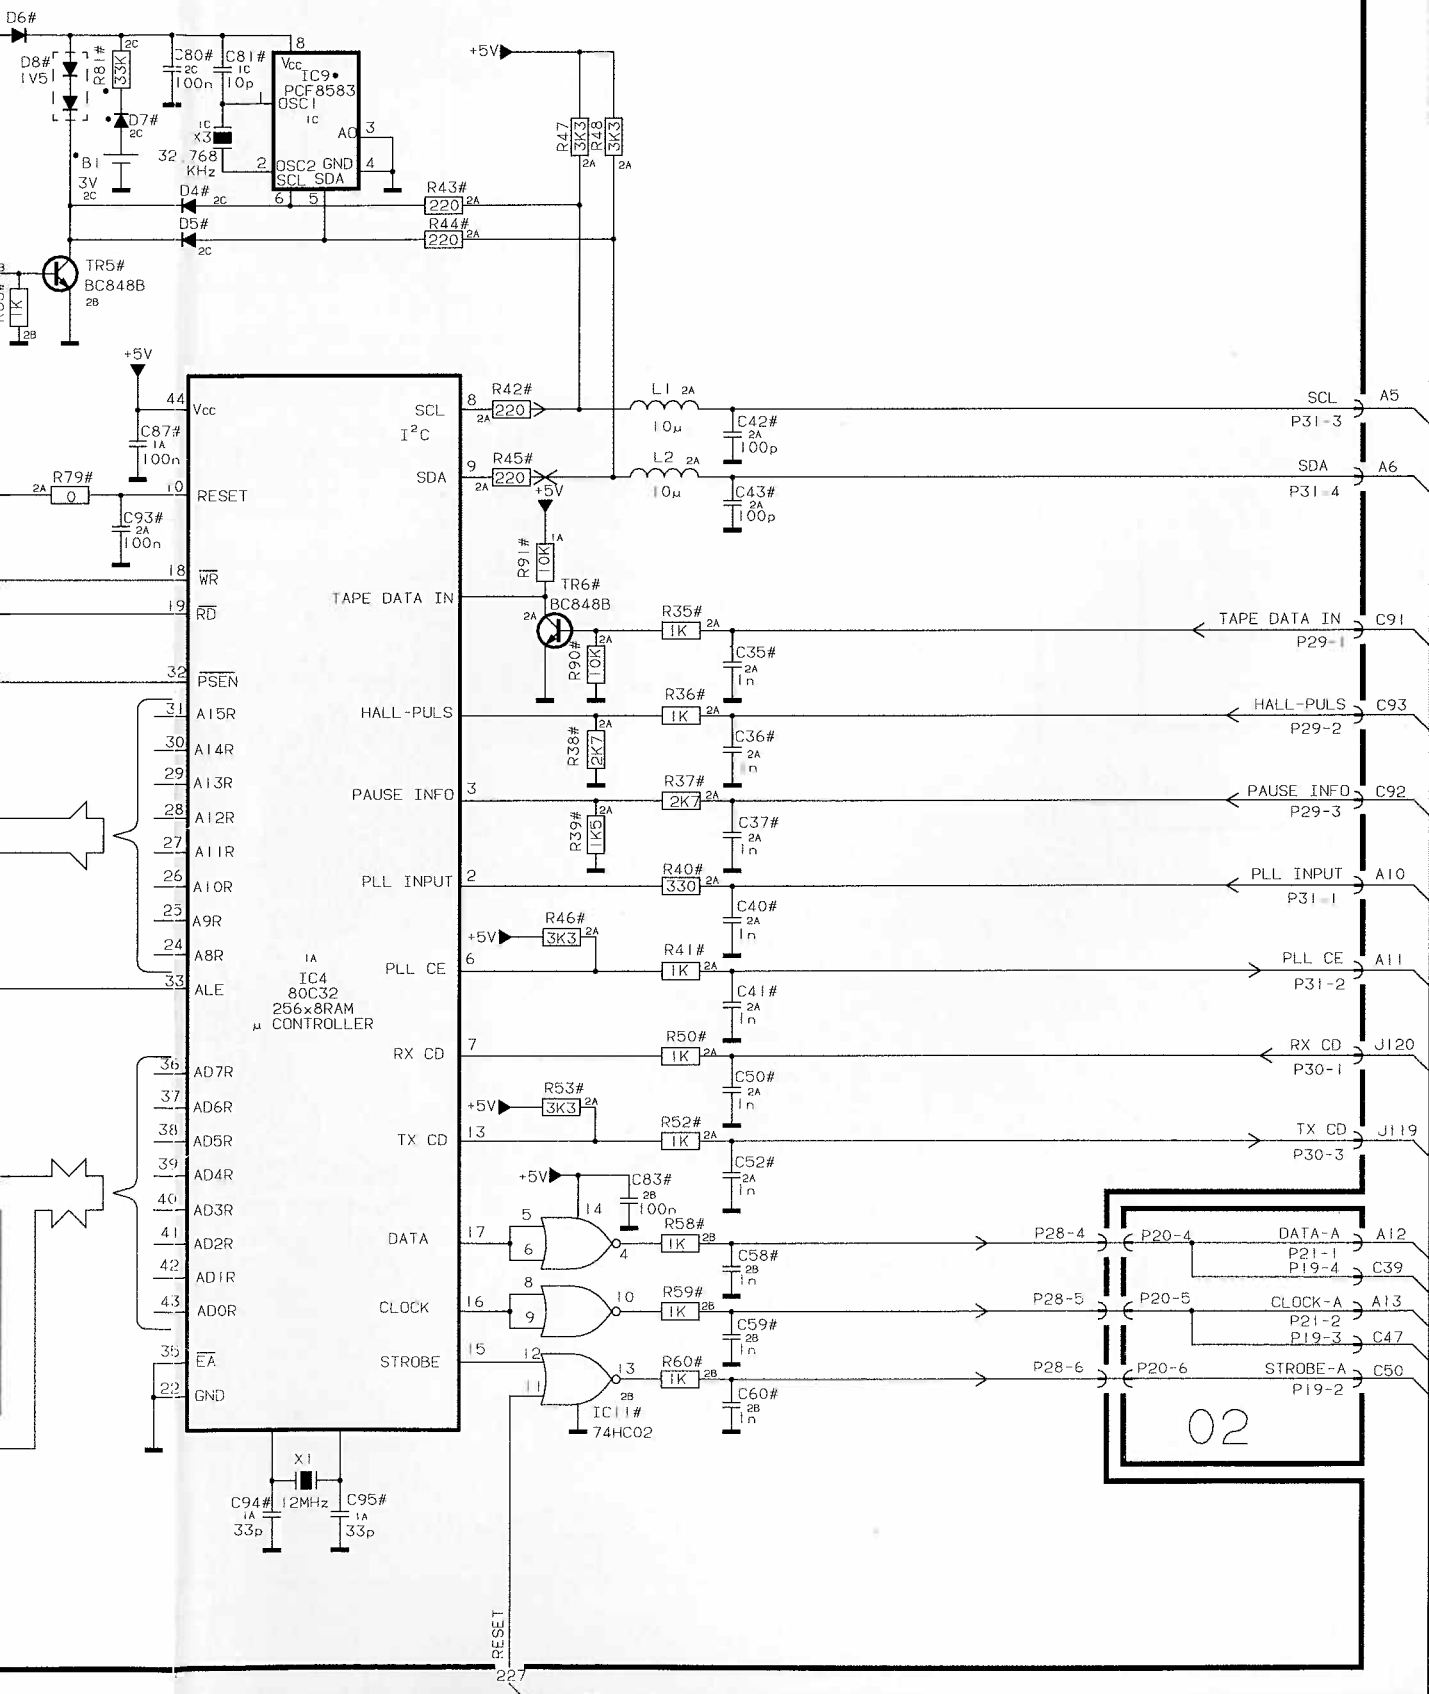 D6#
D8#
1V5
R81#
33K
2C
C80#
2C
100n
C81#
1C
10p
8
Vcc
IC9
PCF8583
1
OSC1
1C
1C
X3
32.768
KHz
A0
3
2
OSC2
GND
4
SCL
SDA
6
5
D7#
2C
B1
3V
2C
D4#
2C
D5#
2C
R43#
220
2A
R44#
220
2A
+5V
R47
3K3
2A
R48
3K3
2A
TR5#
BC848B
2B
1K
2B
+5V
44
Vcc
C87#
1A
100n
R79#
2A
0
10
RESET
C93#
2A
100n
18
WR
19
RD
32
PSEN
31
A15R
30
A14R
29
A13R
28
A12R
27
A11R
26
A10R
25
A9R
24
A8R
33
ALE
36
AD7R
37
AD6R
38
AD5R
39
AD4R
40
AD3R
41
AD2R
42
AD1R
43
AD0R
35
EA
22
GND
1A
IC4
80C32
256x8RAM
µ CONTROLLER
SCL
8
I²C
SDA
9
R42#
2A
220
R45#
2A
220
L1 2A
10µ
C42#
2A
100p
L2 2A
10µ
C43#
2A
100p
SCL
A5
P31-3
SDA
A6
P31-4
+5V
R91#
10K
1A
TR6#
BC848B
2A
TAPE DATA IN
R90#
10K
2A
R35#
1K
2A
C35#
2A
1n
TAPE DATA IN
C91
P29-1
HALL-PULS
R38#
2K7
2A
R36#
1K
2A
C36#
2A
1n
HALL-PULS
C93
P29-2
PAUSE INFO
3
R39#
1K5
2A
R37#
2K7
2A
C37#
2A
1n
PAUSE INFO
C92
P29-3
PLL INPUT
2
R40#
330
2A
C40#
2A
1n
PLL INPUT
A10
P31-1
+5V
R46#
3K3
2A
PLL CE
6
R41#
1K
2A
C41#
2A
1n
PLL CE
A11
P31-2
RX CD
7
R50#
1K
2A
C50#
2A
1n
RX CD
J120
P30-1
+5V
R53#
3K3
2A
TX CD
13
R52#
1K
2A
C52#
2A
1n
TX CD
J119
P30-3
+5V
C83#
2B
100n
14
DATA
17
5
6
4
R58#
1K
2B
C58#
2B
1n
P28-4
P20-4
DATA-A
A12
P21-1
P19-4
C39
CLOCK
16
8
9
10
R59#
1K
2B
C59#
2B
1n
P28-5
P20-5
CLOCK-A
A13
P21-2
P19-3
C47
STROBE
15
12
11
13
2B
IC11#
74HC02
R60#
1K
2B
C60#
2B
1n
P28-6
P20-6
STROBE-A
C50
P19-2
02
X1
12MHz
C94#
1A
33p
C95#
1A
33p
RESET
227